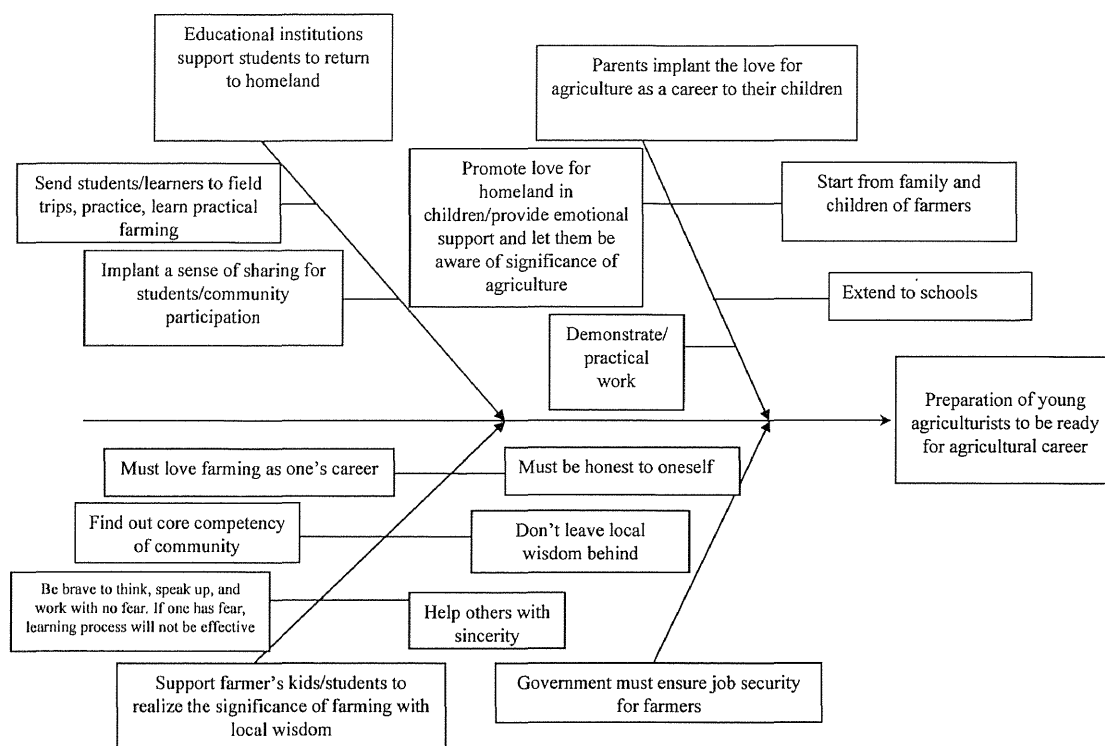 Educational institutions
support students to return
to homeland
Parents implant the love for
agriculture as a career to their children
Send students/learners to field
trips, practice, learn practical
farming
Promote love for
homeland in
children/provide emotional
support and let them be
aware of significance of
agriculture
Start from family and
children of farmers
Implant a sense of sharing for
students/community
participation
Extend to schools
Demonstrate/
practical
work
Preparation of young
agriculturists to be ready
for agricultural career
Must love farming as one's career
Must be honest to oneself
Find out core competency
of community
Don't leave local
wisdom behind
Be brave to think, speak up, and
work with no fear. If one has fear,
learning process will not be effective
Help others with
sincerity
Support farmer's kids/students to
realize the significance of farming with
local wisdom
Government must ensure job security
for farmers